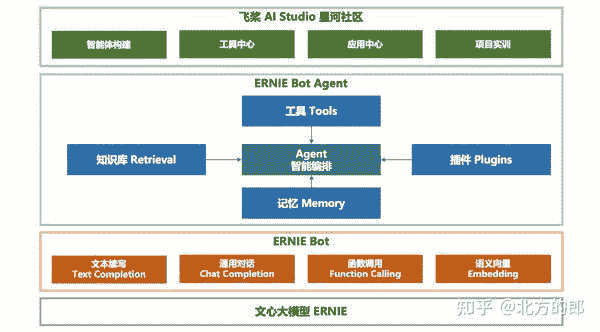 飞桨 AI Studio 星河社区
智能体构建
工具中心
应用中心
项目实训
ERNIE Bot Agent
工具 Tools
知识库 Retrieval
Agent
智能编排
插件 Plugins
记忆 Memory
ERNIE Bot
文本续写
Text Completion
通用对话
Chat Completion
函数调用
Function Calling
语义向量
Embedding
文心大模型 ERNIE
知乎 @北方的郎